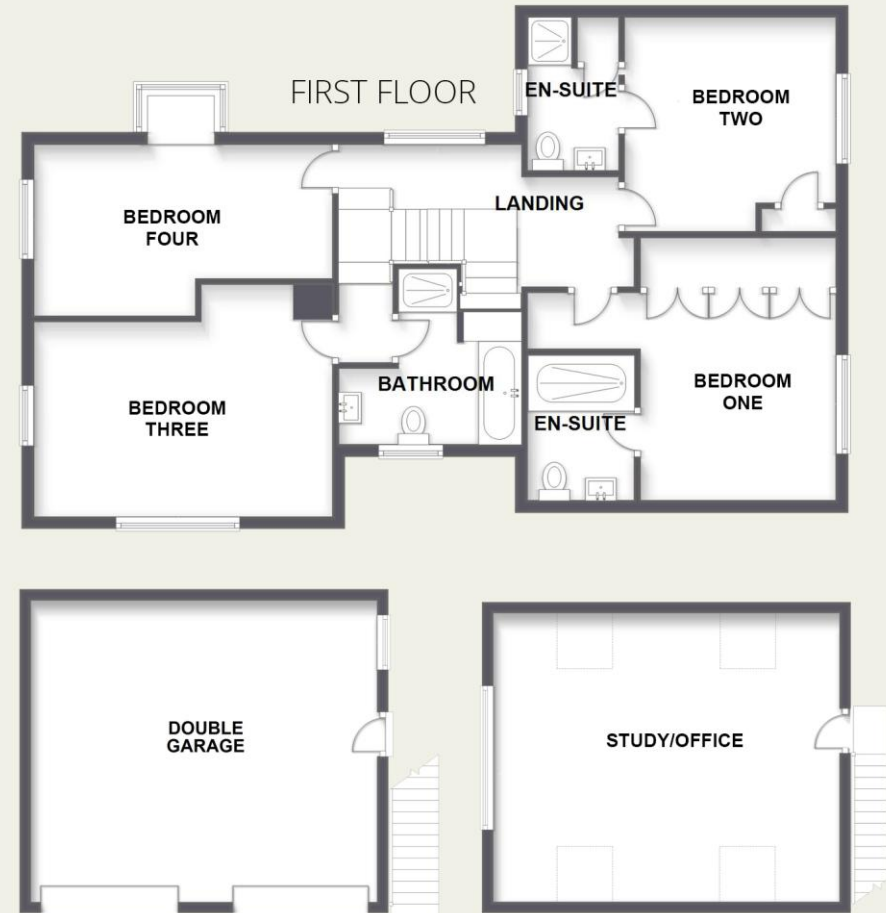 FIRST FLOOR
EN-SUITE
BEDROOM
TWO
LANDING
BEDROOM
FOUR
BEDROOM
THREE
BATHROOM
BEDROOM
ONE
EN-SUITE
DOUBLE
GARAGE
STUDY/OFFICE